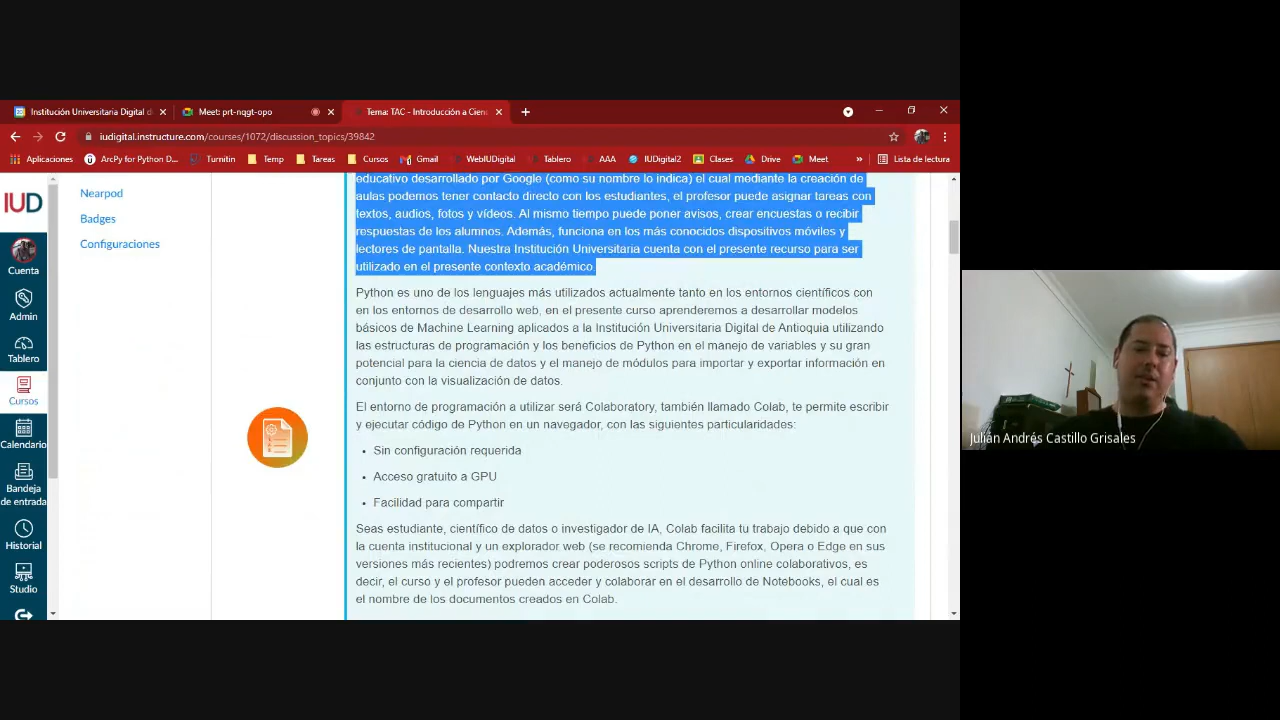 Institución Universitaria Digital d
Meet: prt-nqgt-opo
Tema: TAC - Introducción a Cienc
iudigital.instructure.com/courses/1072/discussion_topics/39842
Aplicaciones
ArcPy for Python D...
Turnitin
Temp
Tareas
Cursos
Gmail
WebIUDigital
Tablero
AAA
IUDigital2
Clases
Drive
Meet
»
Lista de lectura
IUD
Cuenta
Admin
Tablero
Cursos
Calendario
Bandeja
de entrada
Historial
Studio
Nearpod
Badges
Configuraciones
educativo desarrollado por Google (como su nombre lo indica) el cual mediante la creación de
aulas podemos tener contacto directo con los estudiantes, el profesor puede asignar tareas con
textos, audios, fotos y vídeos. Al mismo tiempo puede poner avisos, crear encuestas o recibir
respuestas de los alumnos. Además, funciona en los más conocidos dispositivos móviles y
lectores de pantalla. Nuestra Institución Universitaria cuenta con el presente recurso para ser
utilizado en el presente contexto académico.
Python es uno de los lenguajes más utilizados actualmente tanto en los entornos científicos con
en los entornos de desarrollo web, en el presente curso aprenderemos a desarrollar modelos
básicos de Machine Learning aplicados a la Institución Universitaria Digital de Antioquia utilizando
las estructuras de programación y los beneficios de Python en el manejo de variables y su gran
potencial para la ciencia de datos y el manejo de módulos para importar y exportar información en
conjunto con la visualización de datos.
El entorno de programación a utilizar será Colaboratory, también llamado Colab, te permite escribir
y ejecutar código de Python en un navegador, con las siguientes particularidades:
• Sin configuración requerida
• Acceso gratuito a GPU
• Facilidad para compartir
Seas estudiante, científico de datos o investigador de IA, Colab facilita tu trabajo debido a que con
la cuenta institucional y un explorador web (se recomienda Chrome, Firefox, Opera o Edge en sus
versiones más recientes) podremos crear poderosos scripts de Python online colaborativos, es
decir, el curso y el profesor pueden acceder y colaborar en el desarrollo de Notebooks, el cual es
el nombre de los documentos creados en Colab.
Julián Andrés Castillo Grisales